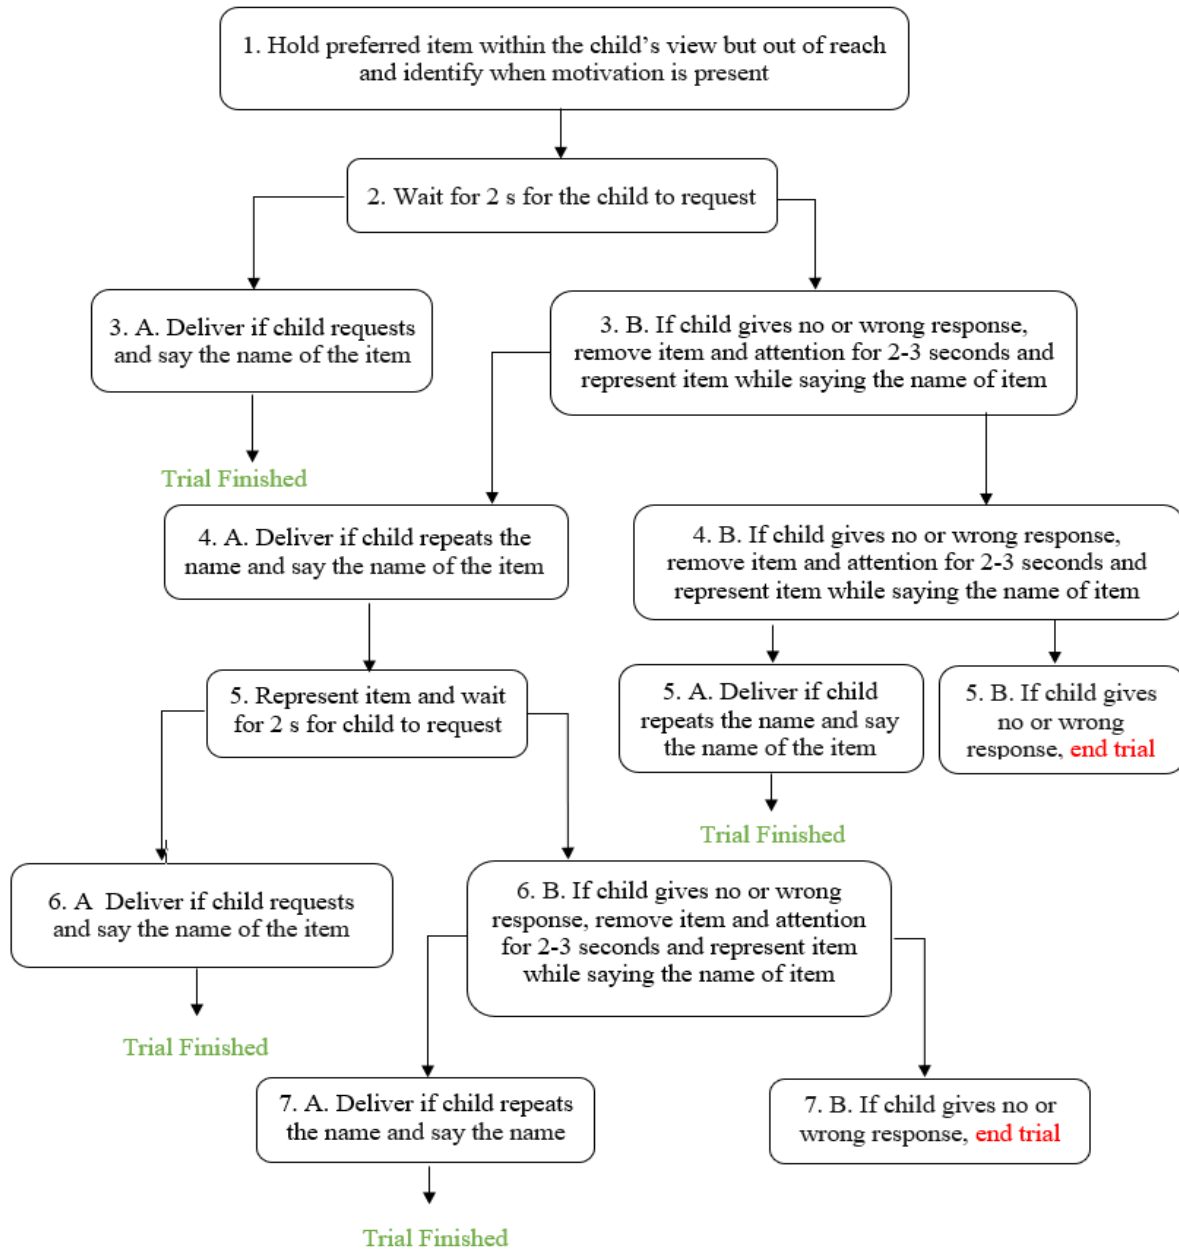 1. Hold preferred item within the child’s view but out of reach
and identify when motivation is present
2. Wait for 2 s for the child to request
3. A. Deliver if child requests
and say the name of the item
3. B. If child gives no or wrong response,
remove item and attention for 2-3 seconds and
represent item while saying the name of item
Trial Finished
4. A. Deliver if child repeats the
name and say the name of the item
4. B. If child gives no or wrong response,
remove item and attention for 2-3 seconds and
represent item while saying the name of item
5. Represent item and wait
for 2 s for child to request
5. A. Deliver if child
repeats the name and say
the name of the item
5. B. If child gives
no or wrong
response, end trial
Trial Finished
6. A  Deliver if child requests
and say the name of the item
6. B. If child gives no or wrong
response, remove item and attention
for 2-3 seconds and represent item
while saying the name of item
Trial Finished
7. A. Deliver if child repeats
the name and say the name
7. B. If child gives no or
wrong response, end trial
Trial Finished